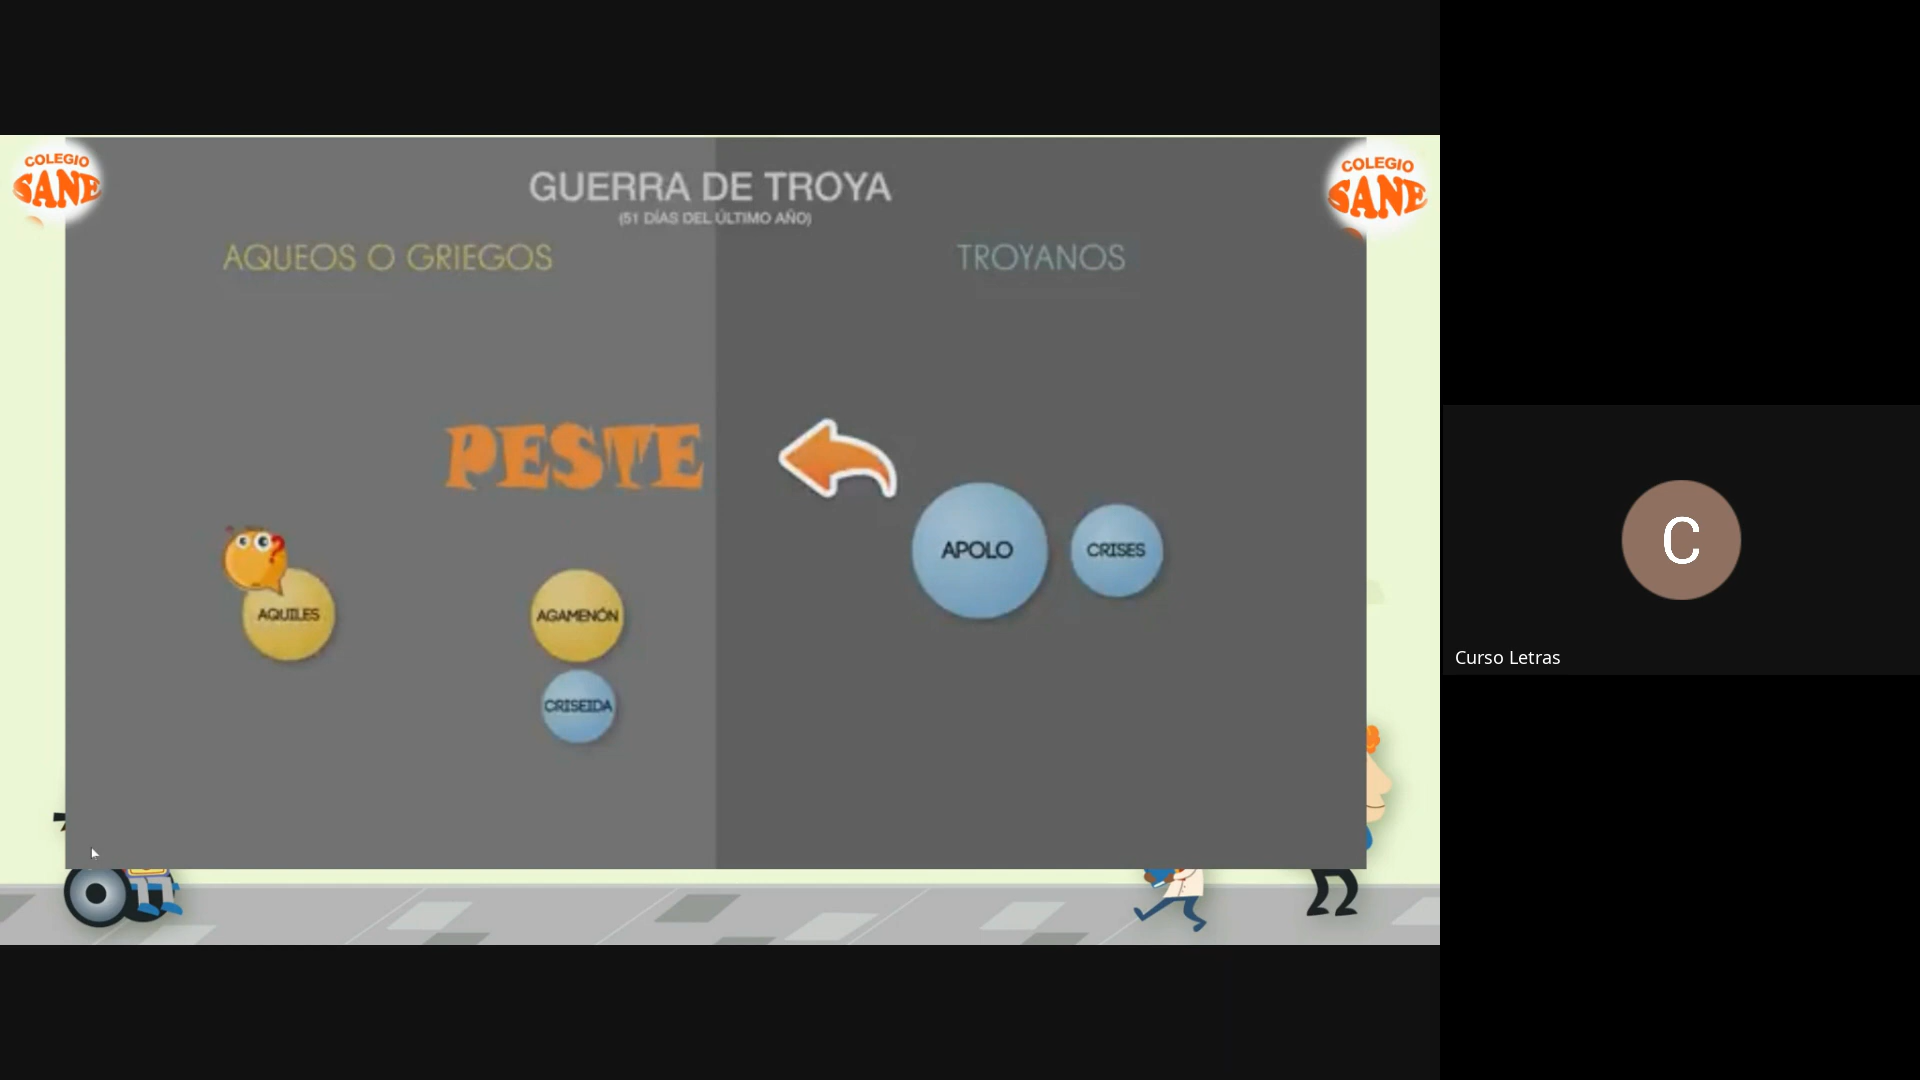 COLEGIO
SANE
COLEGIO
SANE
GUERRA DE TROYA
(51 DÍAS DEL ÚLTIMO AÑO)
AQUEOS O GRIEGOS
TROYANOS
PESTE
APOLO
CRISES
AQUILES
AGAMENÓN
CRISEIDA
C
Curso Letras